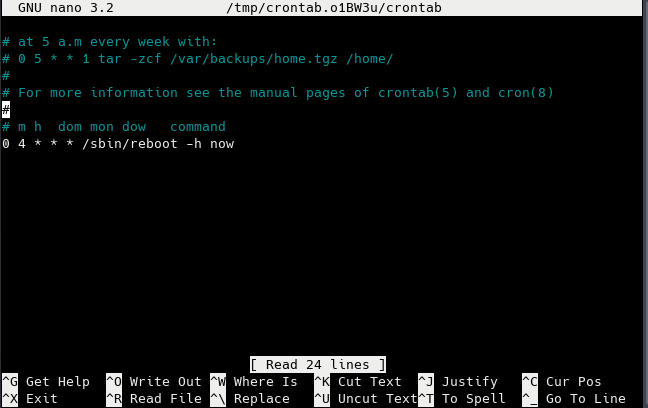 GNU nano 3.2 /tmp/crontab.o1BW3u/crontab
# at 5 a.m every week with:
# 0 5 * * 1 tar -zcf /var/backups/home.tgz /home/
#
# For more information see the manual pages of crontab(5) and cron(8)
#
# m h  dom mon dow   command
0 4 * * * /sbin/reboot -h now
[ Read 24 lines ]
^G Get Help ^O Write Out ^W Where Is ^K Cut Text ^J Justify ^C Cur Pos
^X Exit ^R Read File ^\ Replace ^U Uncut Text ^T To Spell ^_ Go To Line